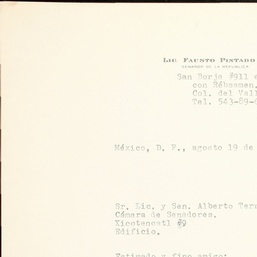 LIC. FAUSTO PINTADO
SENADOR DE LA REPUBLICA
San Borja #911 e
con Rébsamen.
Col. del Vall
Tel. 543-89-
México, D. F., agosto 19 de
Sr. Lic. y Sen. Alberto Terr
Cámara de Senadores.
Xicotencatl #9
Edificio.
Estimado y fino amigo: